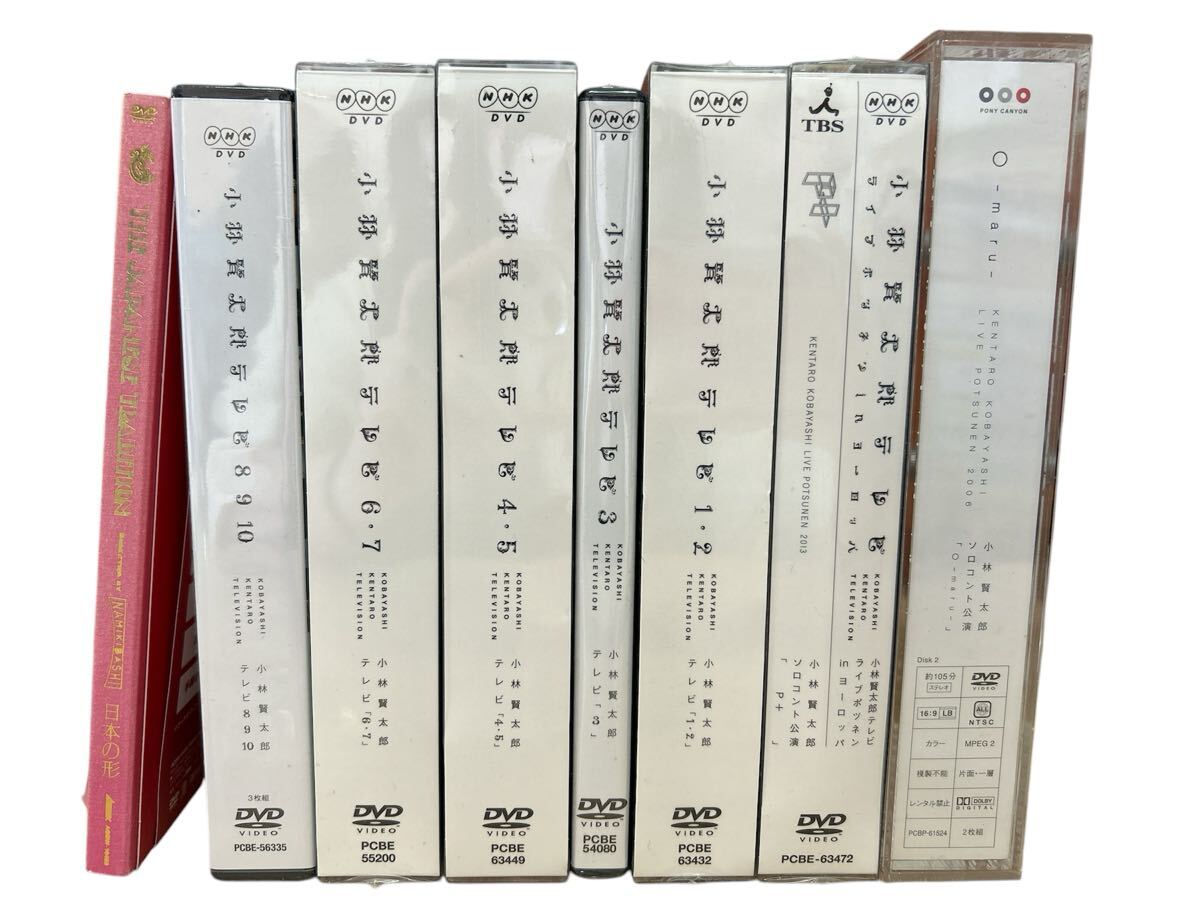 DVD
THE JAPANESE TRADITION
DIRECTION BY NAMIKIBASHI
日本の形
NHK
DVD
小林賢太郎テレビ8 9 10
KOBAYASHI
KENTARO
TELEVISION
小林賢太郎
テレビ8 9 10
3枚組
DVD
VIDEO
PCBE-56335
NHK
DVD
小林賢太郎テレビ6・7
KOBAYASHI
KENTARO
TELEVISION
小林賢太郎
テレビ「6・7」
DVD
VIDEO
PCBE
55200
NHK
DVD
小林賢太郎テレビ4・5
KOBAYASHI
KENTARO
TELEVISION
小林賢太郎
テレビ「4・5」
DVD
VIDEO
PCBE
63449
NHK
DVD
小林賢太郎テレビ3
KOBAYASHI
KENTARO
TELEVISION
小林賢太郎
テレビ「3」
DVD
VIDEO
PCBE
54080
NHK
DVD
小林賢太郎テレビ1・2
KOBAYASHI
KENTARO
TELEVISION
小林賢太郎
テレビ「1・2」
DVD
VIDEO
PCBE
63432
TBS
P+
KENTARO KOBAYASHI LIVE POTSUNEN 2013
小林賢太郎
ソロコント公演
「P+」
NHK
DVD
小林賢太郎テレビ
ライブポツネン inヨーロッパ
KOBAYASHI
KENTARO
TELEVISION
小林賢太郎テレビ
ライブポツネン
in ヨーロッパ
DVD
VIDEO
PCBE-63472
PONY CANYON
○ -maru-
KENTARO KOBAYASHI
LIVE POTSUNEN 2006
小林賢太郎
ソロコント公演
「○-maru-」
Disk 2
約105分
ステレオ
DVD
VIDEO
16:9 LB
ALL
NTSC
カラー
MPEG 2
複製不能
片面・一層
レンタル禁止
DOLBY
DIGITAL
PCBP-61524
2枚組